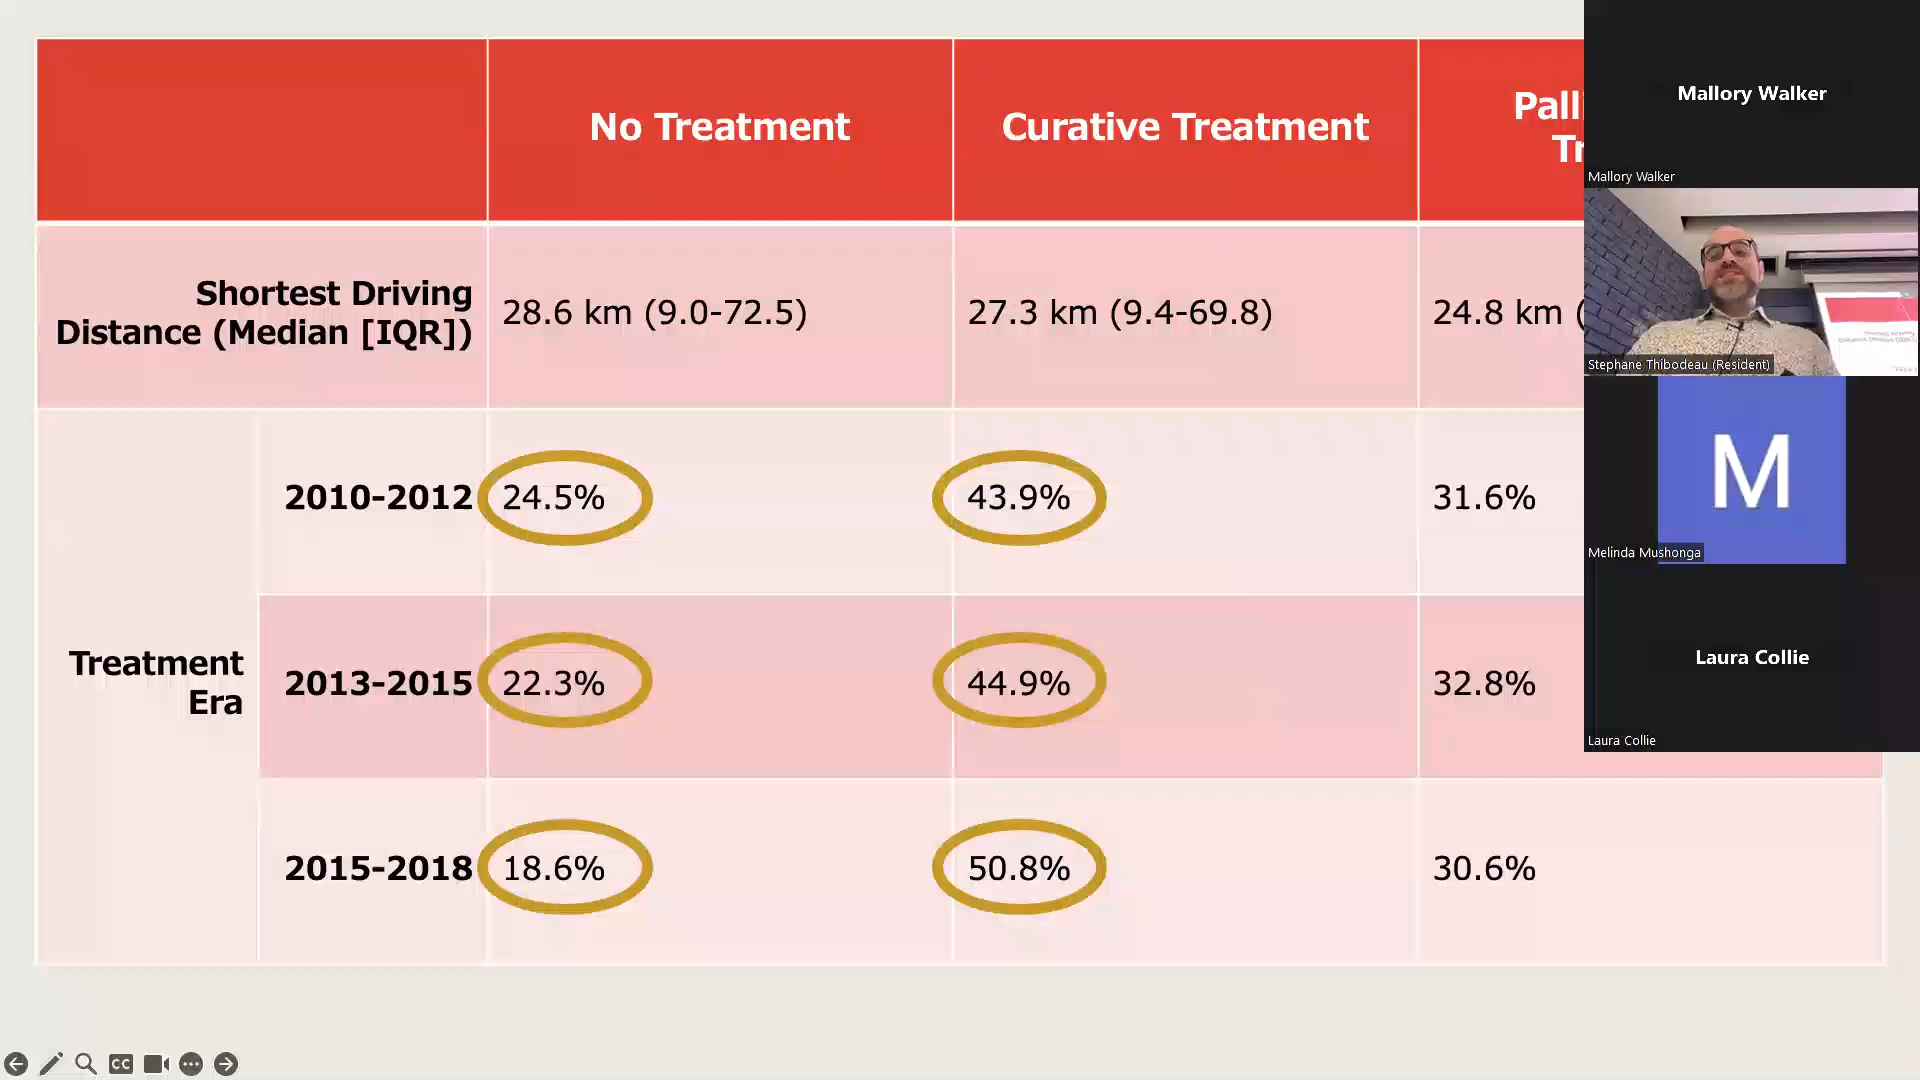 No Treatment
Curative Treatment
Shortest Driving
Distance (Median [IQR])
28.6 km (9.0-72.5)
27.3 km (9.4-69.8)
24.8 km (
Treatment
Era
2010-2012
24.5%
43.9%
31.6%
2013-2015
22.3%
44.9%
32.8%
2015-2018
18.6%
50.8%
30.6%
Mallory Walker
Mallory Walker
Stephane Thibodeau (Resident)
M
Melinda Mushonga
Laura Collie
Laura Collie
CC